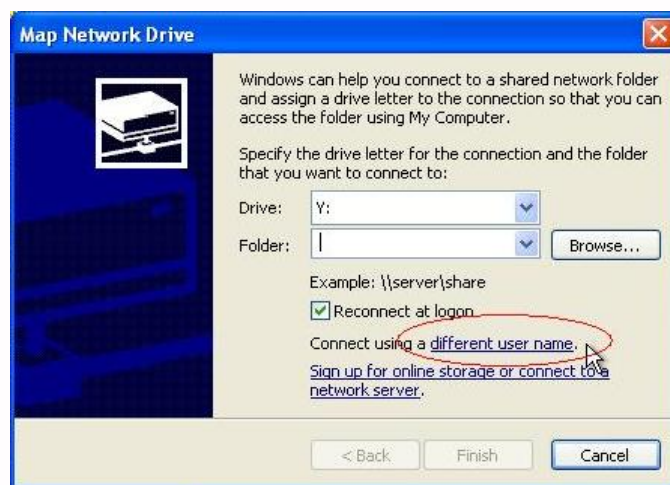 Map Network Drive
Windows can help you connect to a shared network folder
and assign a drive letter to the connection so that you can
access the folder using My Computer.
Specify the drive letter for the connection and the folder
that you want to connect to:
Drive: Y:
Folder: Browse...
Example: \\server\share
Reconnect at logon
Connect using a different user name.
Sign up for online storage or connect to a
network server.
< Back Finish Cancel